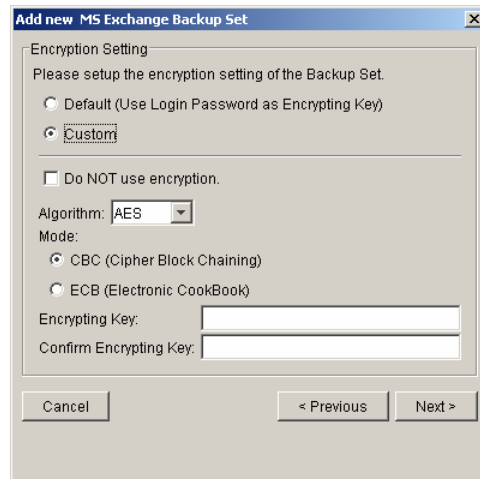 Add new MS Exchange Backup Set
Encryption Setting
Please setup the encryption setting of the Backup Set.
Default (Use Login Password as Encrypting Key)
Custom
Do NOT use encryption.
Algorithm: AES
Mode:
CBC (Cipher Block Chaining)
ECB (Electronic CookBook)
Encrypting Key:
Confirm Encrypting Key:
Cancel < Previous Next >